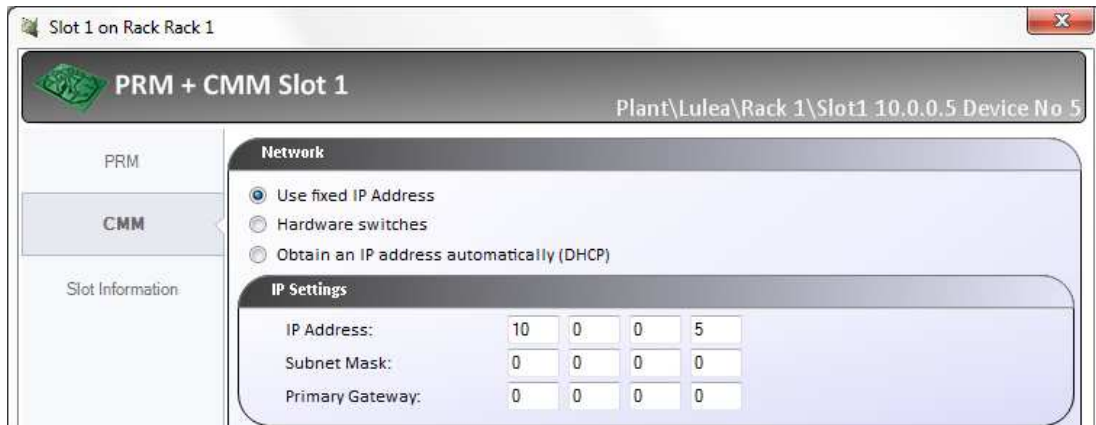 Slot 1 on Rack Rack 1
PRM + CMM Slot 1
Plant\Lulea\Rack 1\Slot1 10.0.0.5 Device No 5
PRM
CMM
Slot Information
Network
Use fixed IP Address
Hardware switches
Obtain an IP address automatically (DHCP)
IP Settings
IP Address: 10 0 0 5
Subnet Mask: 0 0 0 0
Primary Gateway: 0 0 0 0